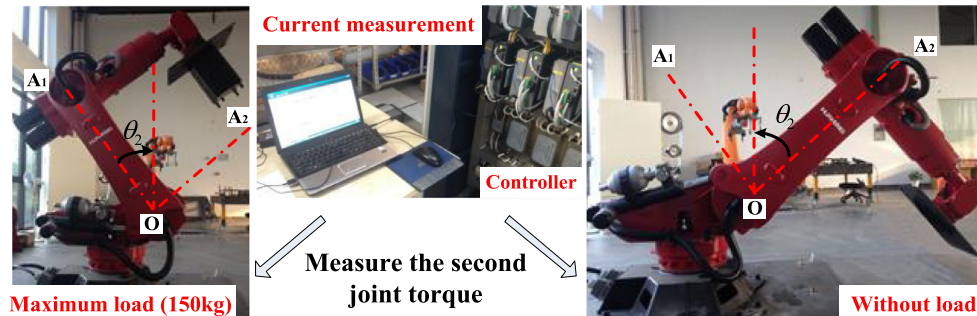 Current measurement
A1
θ2
A2
O
Maximum load (150kg)
Controller
Measure the second
joint torque
A1
A2
θ2
O
Without load